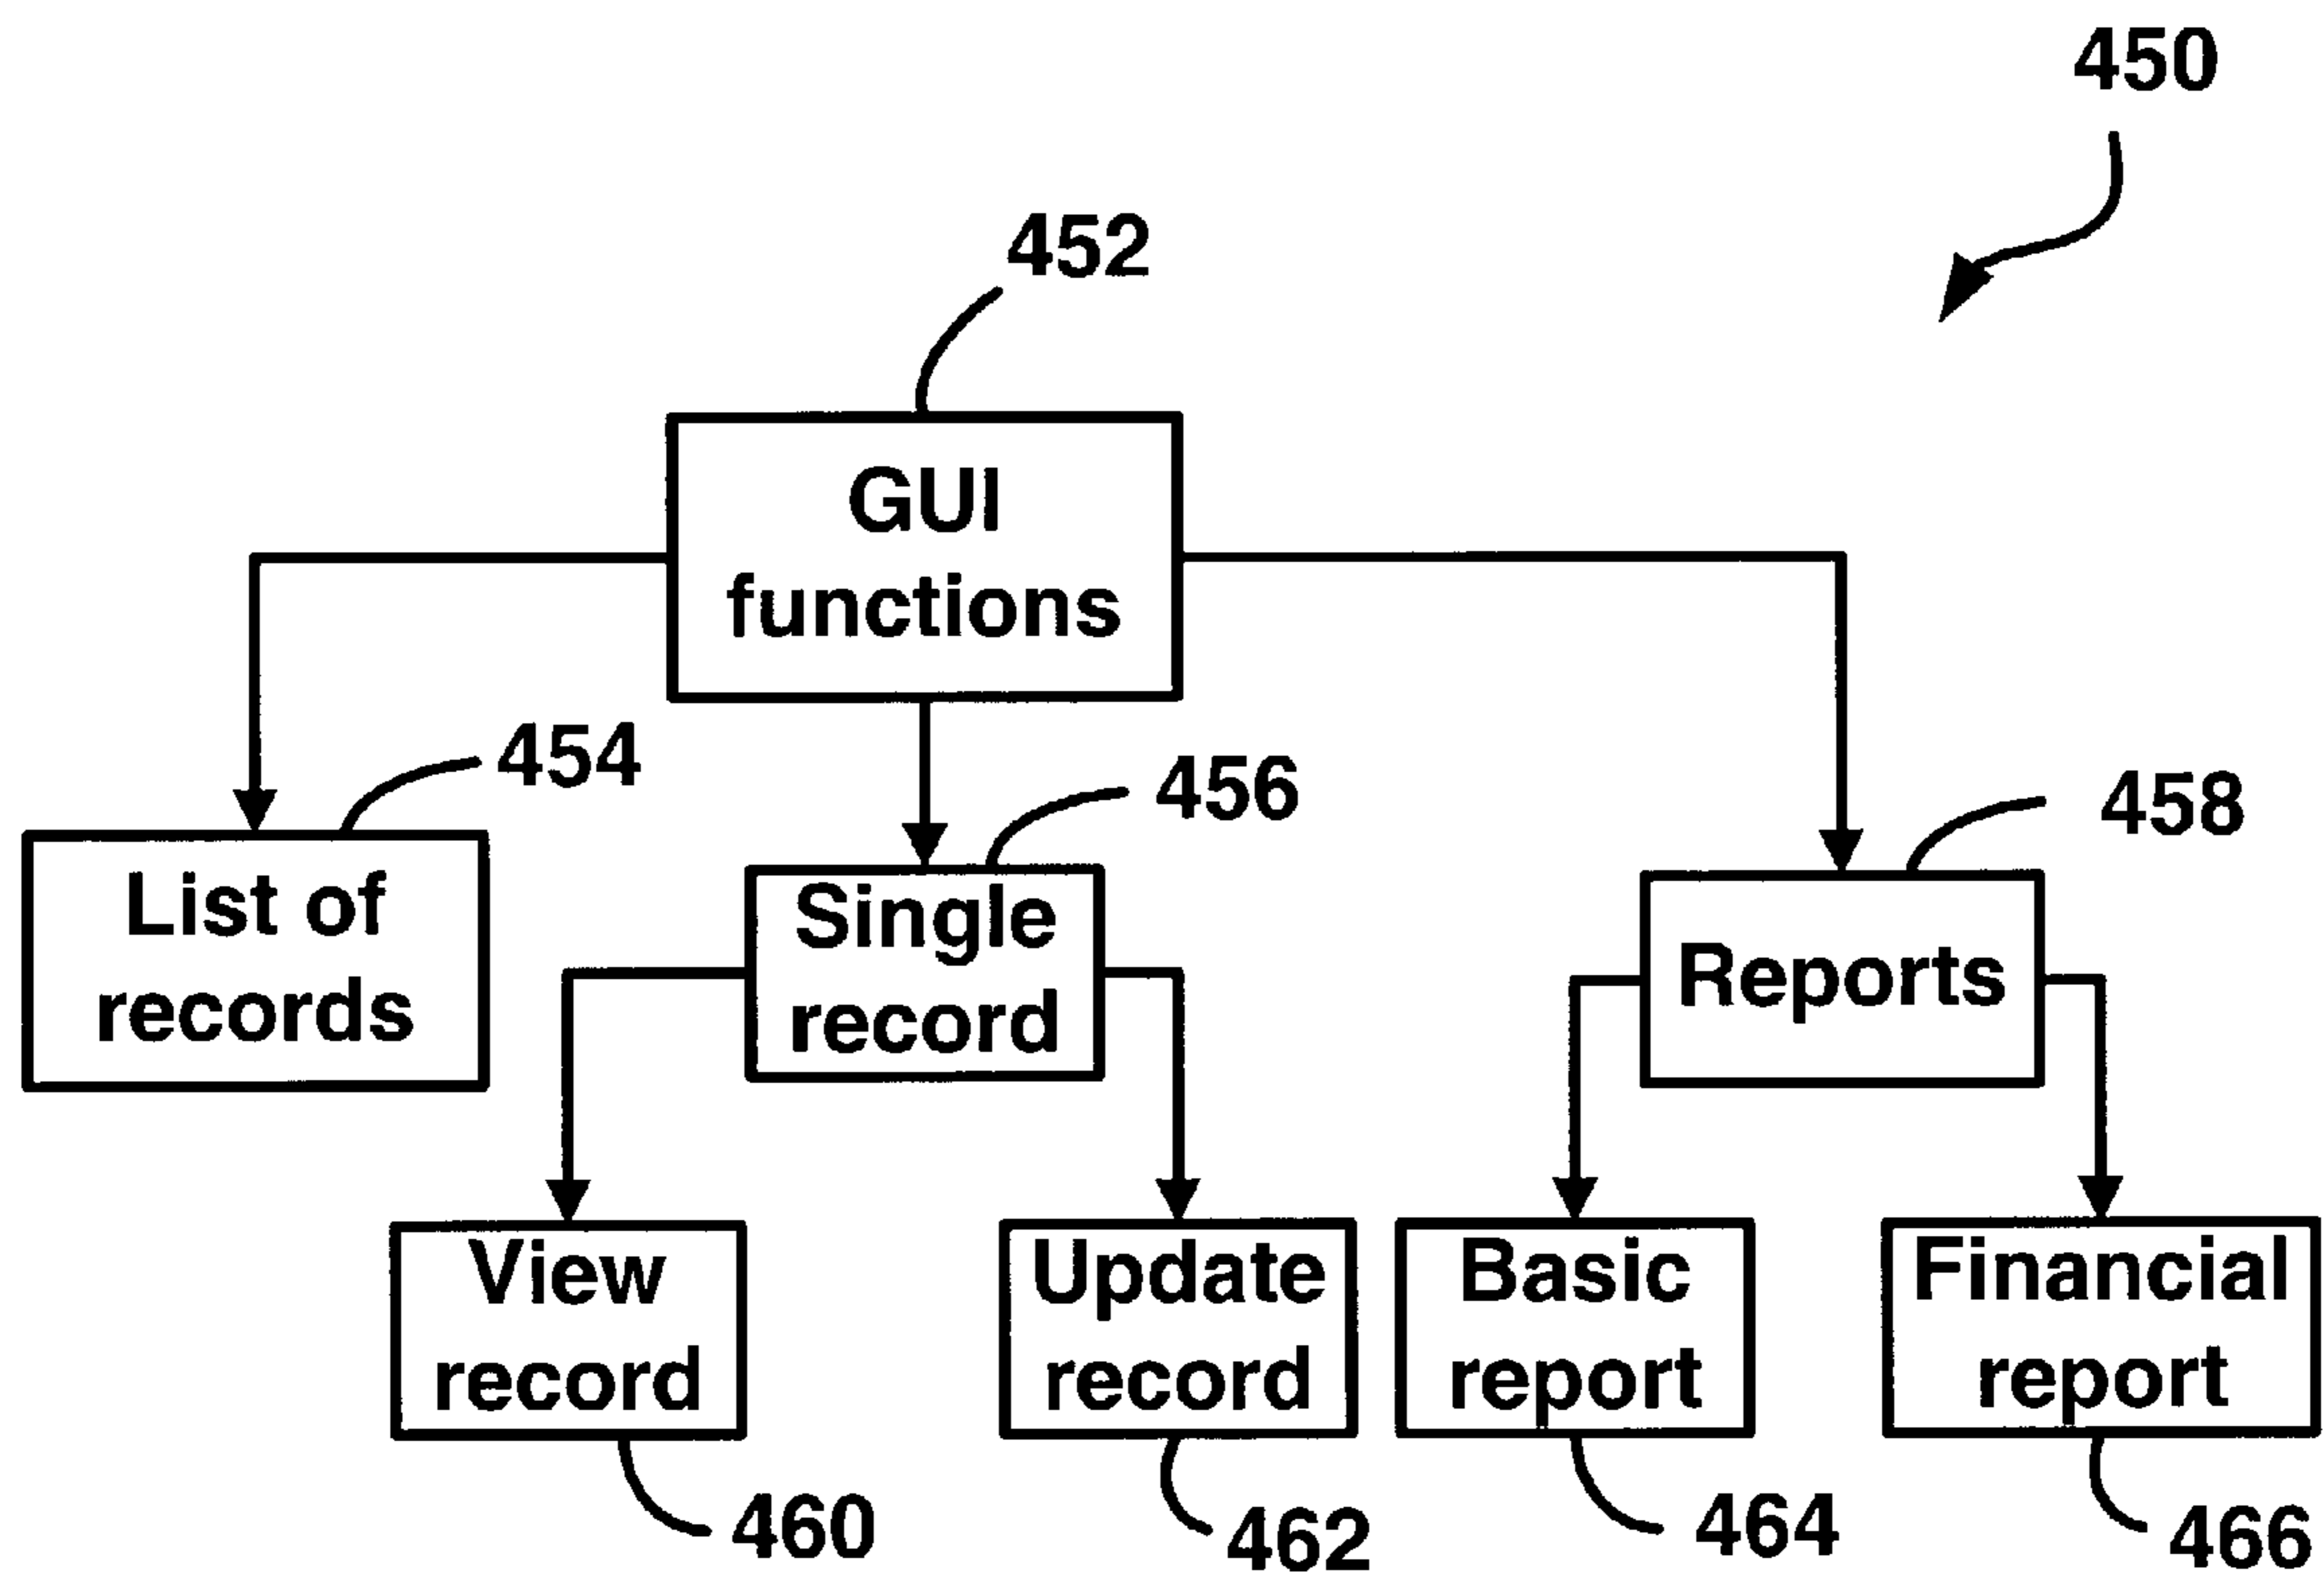 450
452
GUI
functions
454
456
458
List of
records
Single
record
Reports
View
record
Update
record
Basic
report
Financial
report
460
462
464
466